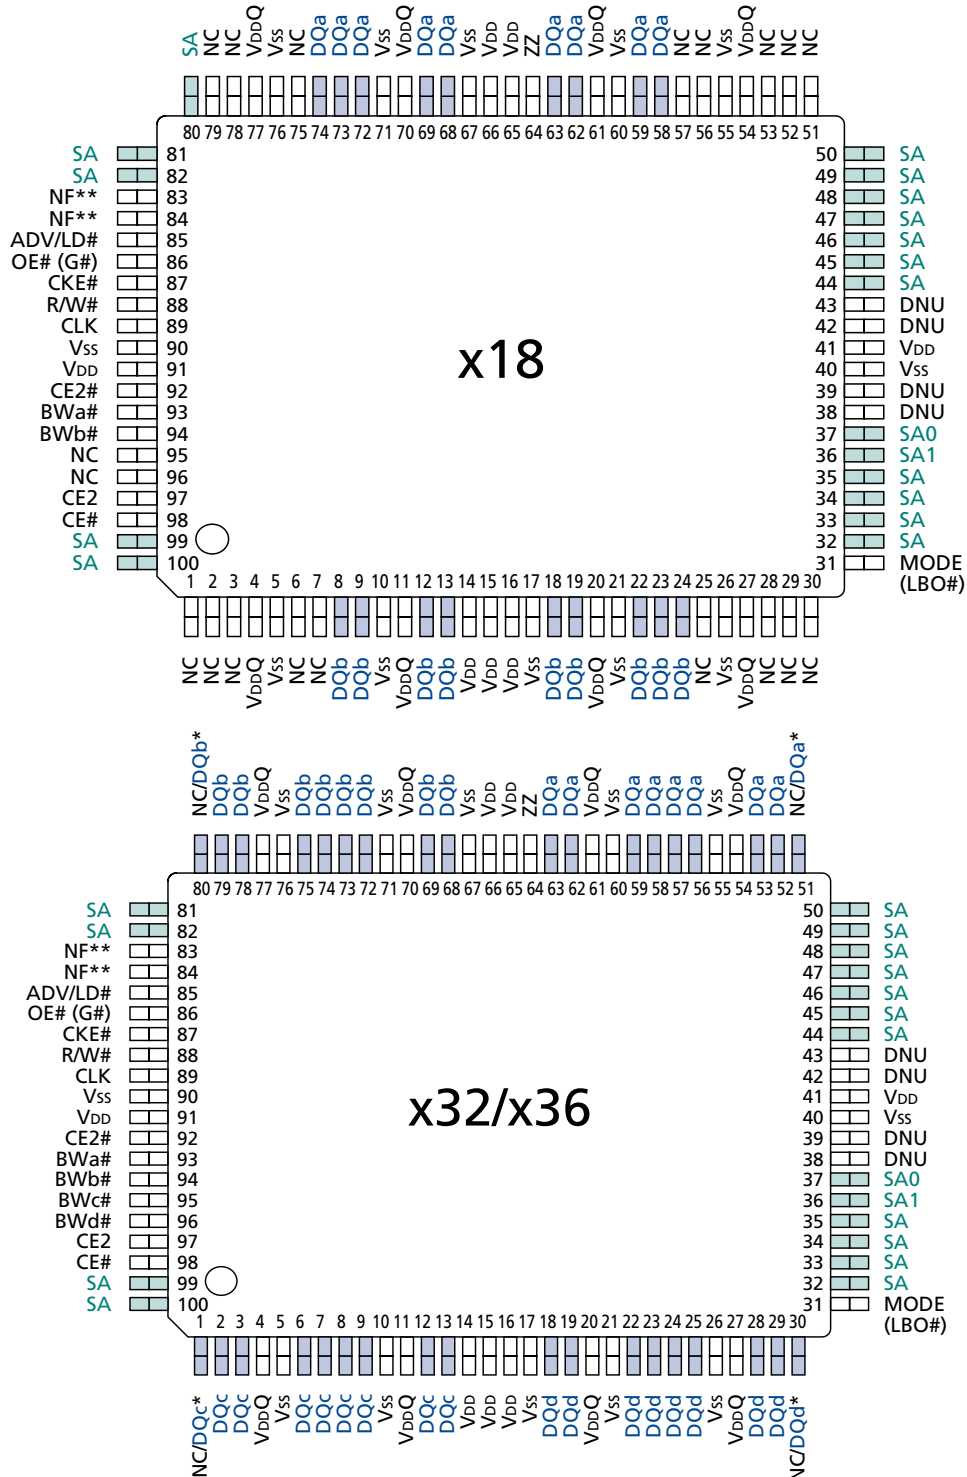 SA NC NC VDDQ VSS NC DQa DQa DQa VSS VDDQ DQa DQa VSS VDD VDD ZZ DQa DQa VDDQ VSS DQa DQa NC NC VSS VDDQ NC NC NC
80 79 78 77 76 75 74 73 72 71 70 69 68 67 66 65 64 63 62 61 60 59 58 57 56 55 54 53 52 51
SA 81 50 SA
SA 82 49 SA
NF** 83 48 SA
NF** 84 47 SA
ADV/LD# 85 46 SA
OE# (G#) 86 45 SA
CKE# 87 44 SA
R/W# 88 43 DNU
CLK 89 42 DNU
VSS 90 41 VDD
x18
VDD 91 40 VSS
CE2# 92 39 DNU
BWa# 93 38 DNU
BWb# 94 37 SA0
NC 95 36 SA1
NC 96 35 SA
CE2 97 34 SA
CE# 98 33 SA
SA 99 32 SA
SA 100 31 MODE
(LBO#)
1 2 3 4 5 6 7 8 9 10 11 12 13 14 15 16 17 18 19 20 21 22 23 24 25 26 27 28 29 30
NC NC NC VDDQ VSS NC NC DQb DQb VSS VDDQ DQb DQb VDD VDD VDD VSS DQb DQb VDDQ VSS DQb DQb DQb NC VSS VDDQ NC NC NC
NC/DQb* DQb DQb VDDQ VSS DQb DQb DQb DQb VSS VDDQ DQb DQb VSS VDD VDD ZZ DQa DQa VDDQ VSS DQa DQa DQa DQa VSS VDDQ DQa DQa NC/DQa*
80 79 78 77 76 75 74 73 72 71 70 69 68 67 66 65 64 63 62 61 60 59 58 57 56 55 54 53 52 51
SA 81 50 SA
SA 82 49 SA
NF** 83 48 SA
NF** 84 47 SA
ADV/LD# 85 46 SA
OE# (G#) 86 45 SA
CKE# 87 44 SA
R/W# 88 43 DNU
CLK 89 42 DNU
VSS 90 41 VDD
x32/x36
VDD 91 40 VSS
CE2# 92 39 DNU
BWa# 93 38 DNU
BWb# 94 37 SA0
BWc# 95 36 SA1
BWd# 96 35 SA
CE2 97 34 SA
CE# 98 33 SA
SA 99 32 SA
SA 100 31 MODE
(LBO#)
1 2 3 4 5 6 7 8 9 10 11 12 13 14 15 16 17 18 19 20 21 22 23 24 25 26 27 28 29 30
NC/DQc* DQc DQc VDDQ VSS DQc DQc DQc DQc VSS VDDQ DQc DQc VDD VDD VDD VSS DQd DQd VDDQ VSS DQd DQd DQd DQd VSS VDDQ DQd DQd NC/DQd*